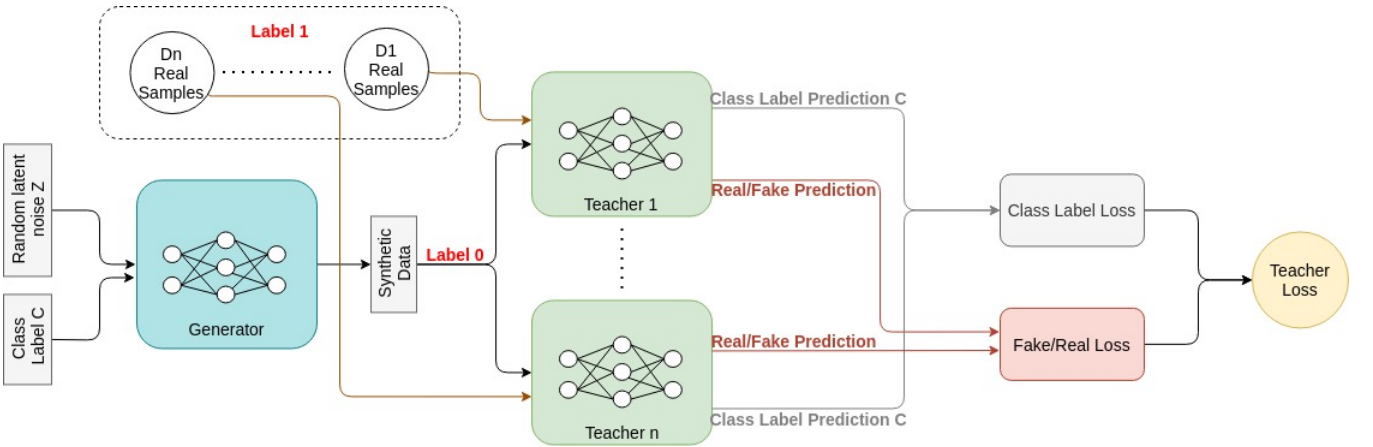 Label 1
Dn
Real
Samples
D1
Real
Samples
Random latent
noise Z
Class
Label C
Generator
Synthetic
Data
Label 0
Teacher 1
Teacher n
Class Label Prediction C
Real/Fake Prediction
Real/Fake Prediction
Class Label Prediction C
Class Label Loss
Fake/Real Loss
Teacher
Loss